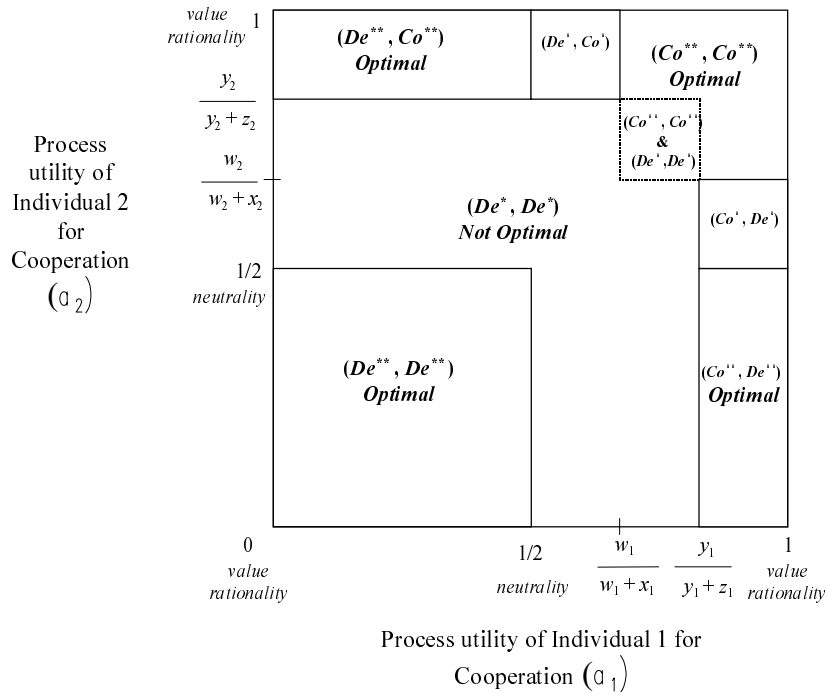 value
rationality
1
y₂
y₂ + z₂
w₂
w₂ + x₂
1/2
neutrality
Process
utility of
Individual 2
for
Cooperation
(α ₂)
(De** , Co**)
Optimal
(De‘ , Co‘)
(Co** , Co**)
Optimal
(Co‘‘ , Co‘‘)
&
(De‘ ,De‘)
(De* , De*)
Not Optimal
(Co‘ , De‘)
(De** , De**)
Optimal
(Co‘‘ , De‘‘)
Optimal
0
value
rationality
1/2
neutrality
w₁
w₁ + x₁
y₁
y₁ + z₁
1
value
rationality
Process utility of Individual 1 for
Cooperation (α ₁)